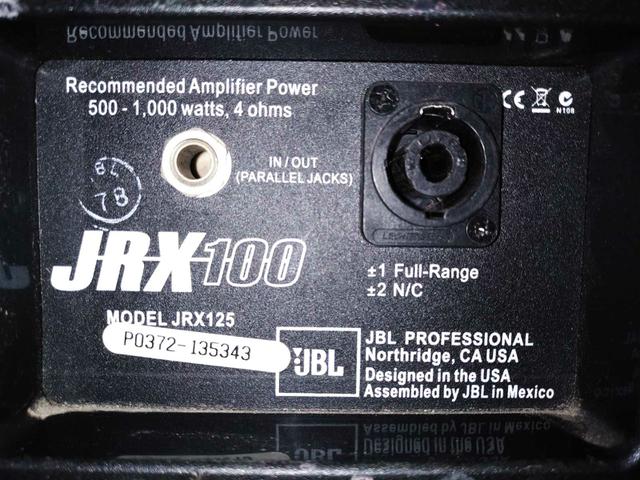 Recommended Amplifier Power
500 - 1,000 watts, 4 ohms
IN / OUT
(PARALLEL JACKS)
CE
N108
78
JRX100
±1 Full-Range
±2 N/C
MODEL JRX125
P0372-135343
JBL
JBL PROFESSIONAL
Northridge, CA USA
Designed in the USA
Assembled by JBL in Mexico